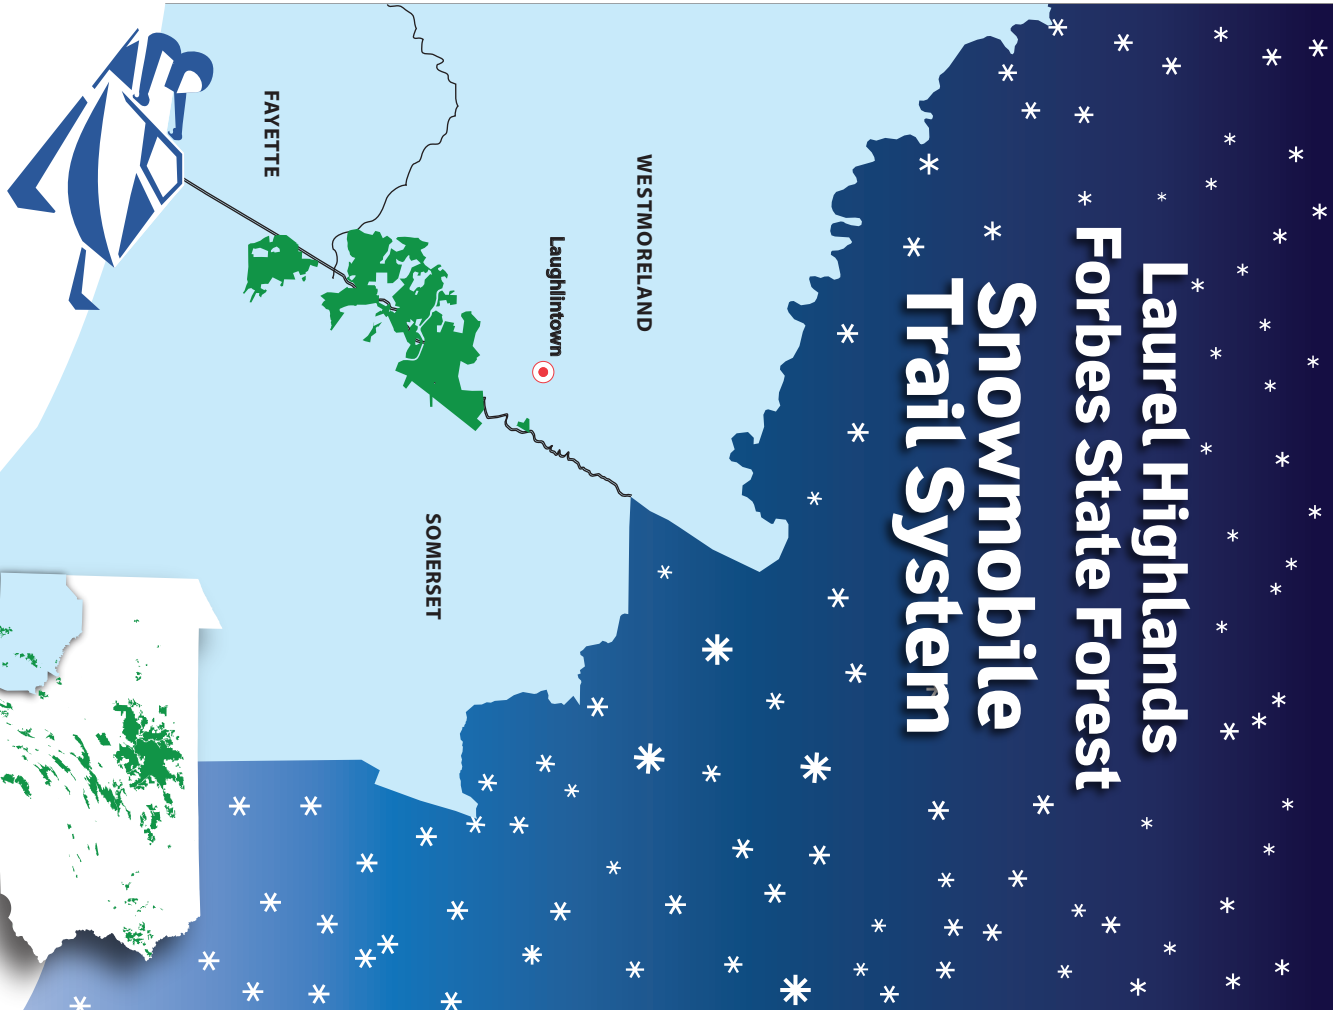 Laurel Highlands
Forbes State Forest
Snowmobile
Trail System
WESTMORELAND
Laughlintown
FAYETTE
SOMERSET